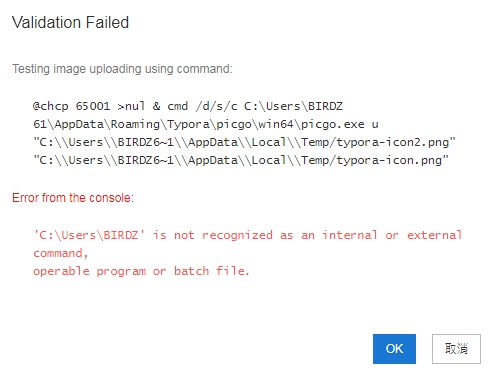 Validation Failed
Testing image uploading using command:
@chcp 65001 >nul & cmd /d/s/c C:\Users\BIRDZ
61\AppData\Roaming\Typora\picgo\win64\picgo.exe u
"C:\\Users\\BIRDZ6~1\\AppData\\Local\\Temp/typora-icon2.png"
"C:\\Users\\BIRDZ6~1\\AppData\\Local\\Temp/typora-icon.png"
Error from the console:
'C:\Users\BIRDZ' is not recognized as an internal or external
command,
operable program or batch file.
OK
取消